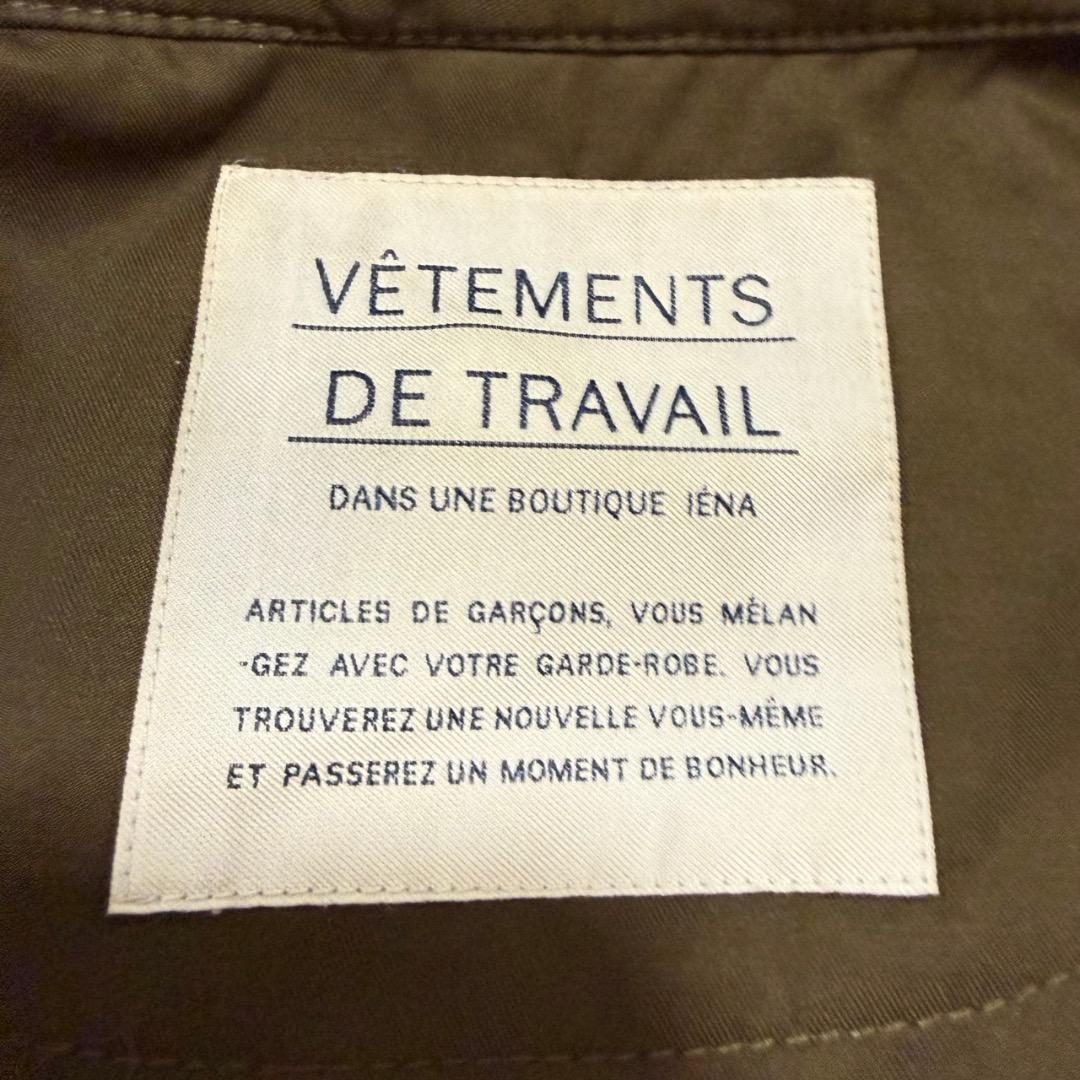 VÊTEMENTS
DE TRAVAIL
DANS UNE BOUTIQUE IÉNA
ARTICLES DE GARÇONS, VOUS MÉLAN
-GEZ AVEC VOTRE GARDE-ROBE. VOUS
TROUVEREZ UNE NOUVELLE VOUS-MÊME
ET PASSEREZ UN MOMENT DE BONHEUR.